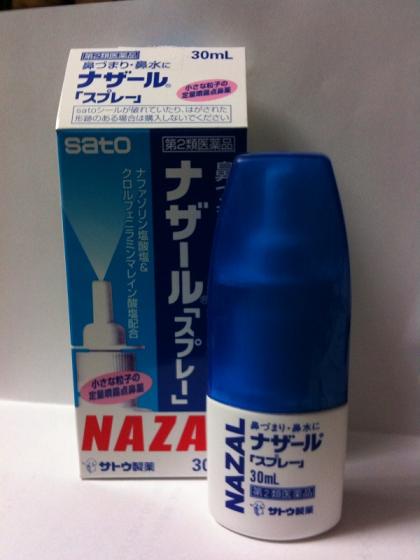 第2類医薬品
30mL
鼻づまり・鼻水に
ナザール®
「スプレー」
小さな粒子の
定量噴霧点鼻薬
satoシールが破れていたり、はがされた
形跡のある場合は購入しないでください
sato
第2類医薬品
ナファゾリン塩酸塩&
クロルフェニラミンマレイン酸塩配合
ナザール®「スプレー」
鼻づ
小さな粒子の
定量噴霧点鼻薬
NAZA
サトウ製薬
30
NAZAL
鼻づまり・鼻水に
ナザール®
「スプレー」
30mL
第2類医薬品
サトウ製薬